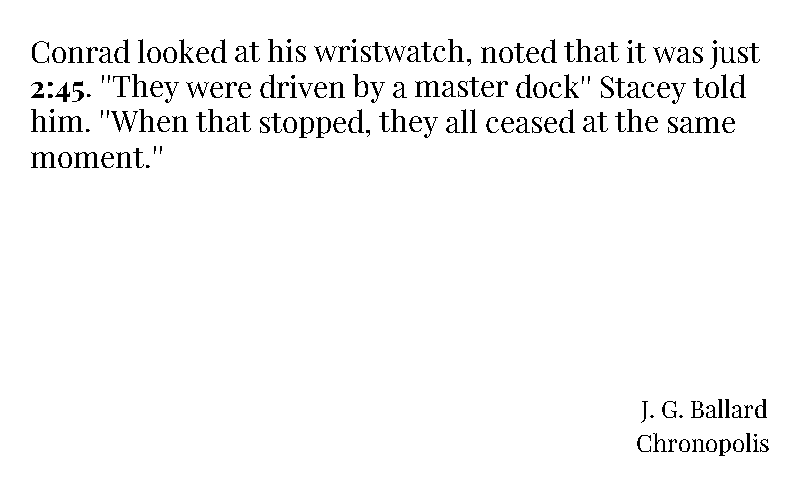 Conrad looked at his wristwatch, noted that it was just
2:45. "They were driven by a master dock" Stacey told
him. "When that stopped, they all ceased at the same
moment."
J. G. Ballard
Chronopolis